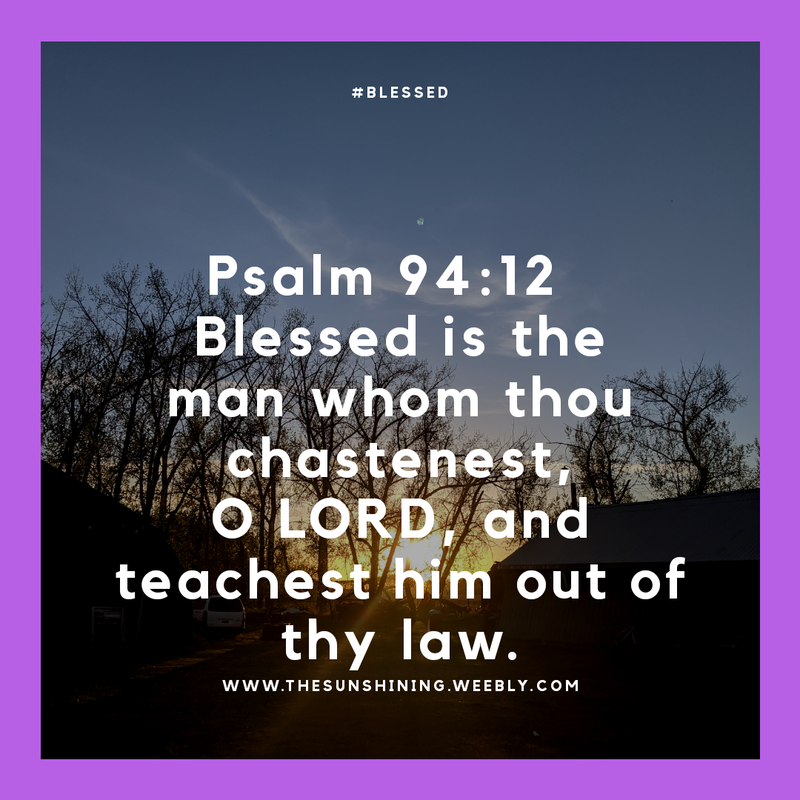 #BLESSED
Psalm 94:12
Blessed is the
man whom thou
chastenest,
O LORD, and
teachest him out of
thy law.
WWW.THESUNSHINING.WEEBLY.COM